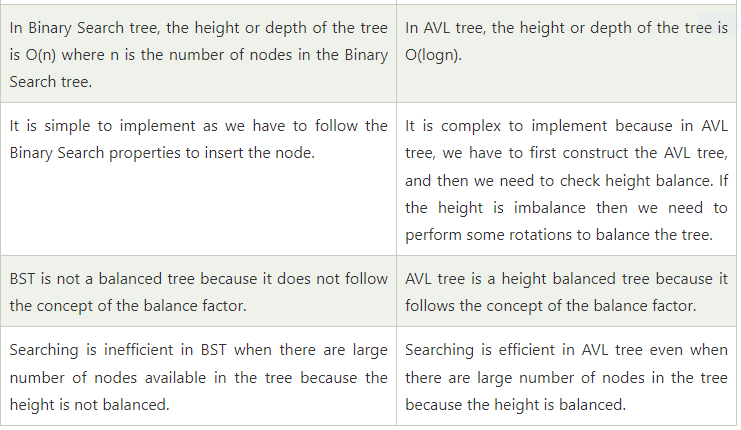 In Binary Search tree, the height or depth of the tree
is O(n) where n is the number of nodes in the Binary
Search tree.
In AVL tree, the height or depth of the tree is
O(logn).
It is simple to implement as we have to follow the
Binary Search properties to insert the node.
It is complex to implement because in AVL
tree, we have to first construct the AVL tree,
and then we need to check height balance. If
the height is imbalance then we need to
perform some rotations to balance the tree.
BST is not a balanced tree because it does not follow
the concept of the balance factor.
AVL tree is a height balanced tree because it
follows the concept of the balance factor.
Searching is inefficient in BST when there are large
number of nodes available in the tree because the
height is not balanced.
Searching is efficient in AVL tree even when
there are large number of nodes in the tree
because the height is balanced.